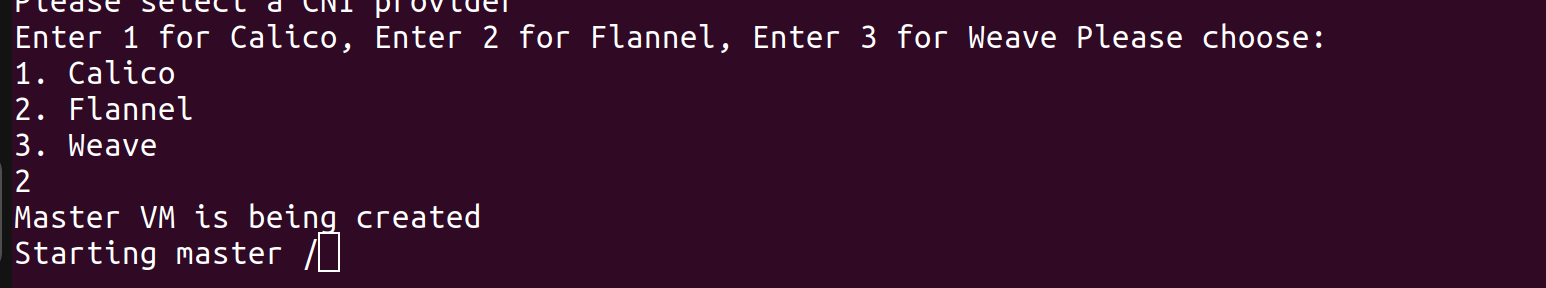 Please select a CNI provider
Enter 1 for Calico, Enter 2 for Flannel, Enter 3 for Weave Please choose:
1. Calico
2. Flannel
3. Weave
2
Master VM is being created
Starting master /